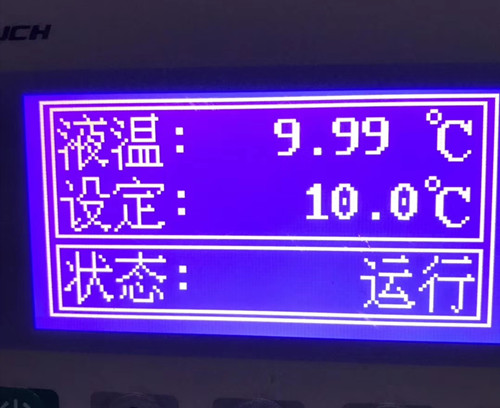 液温： 9.99 ℃
设定： 10.0℃
状态： 运行